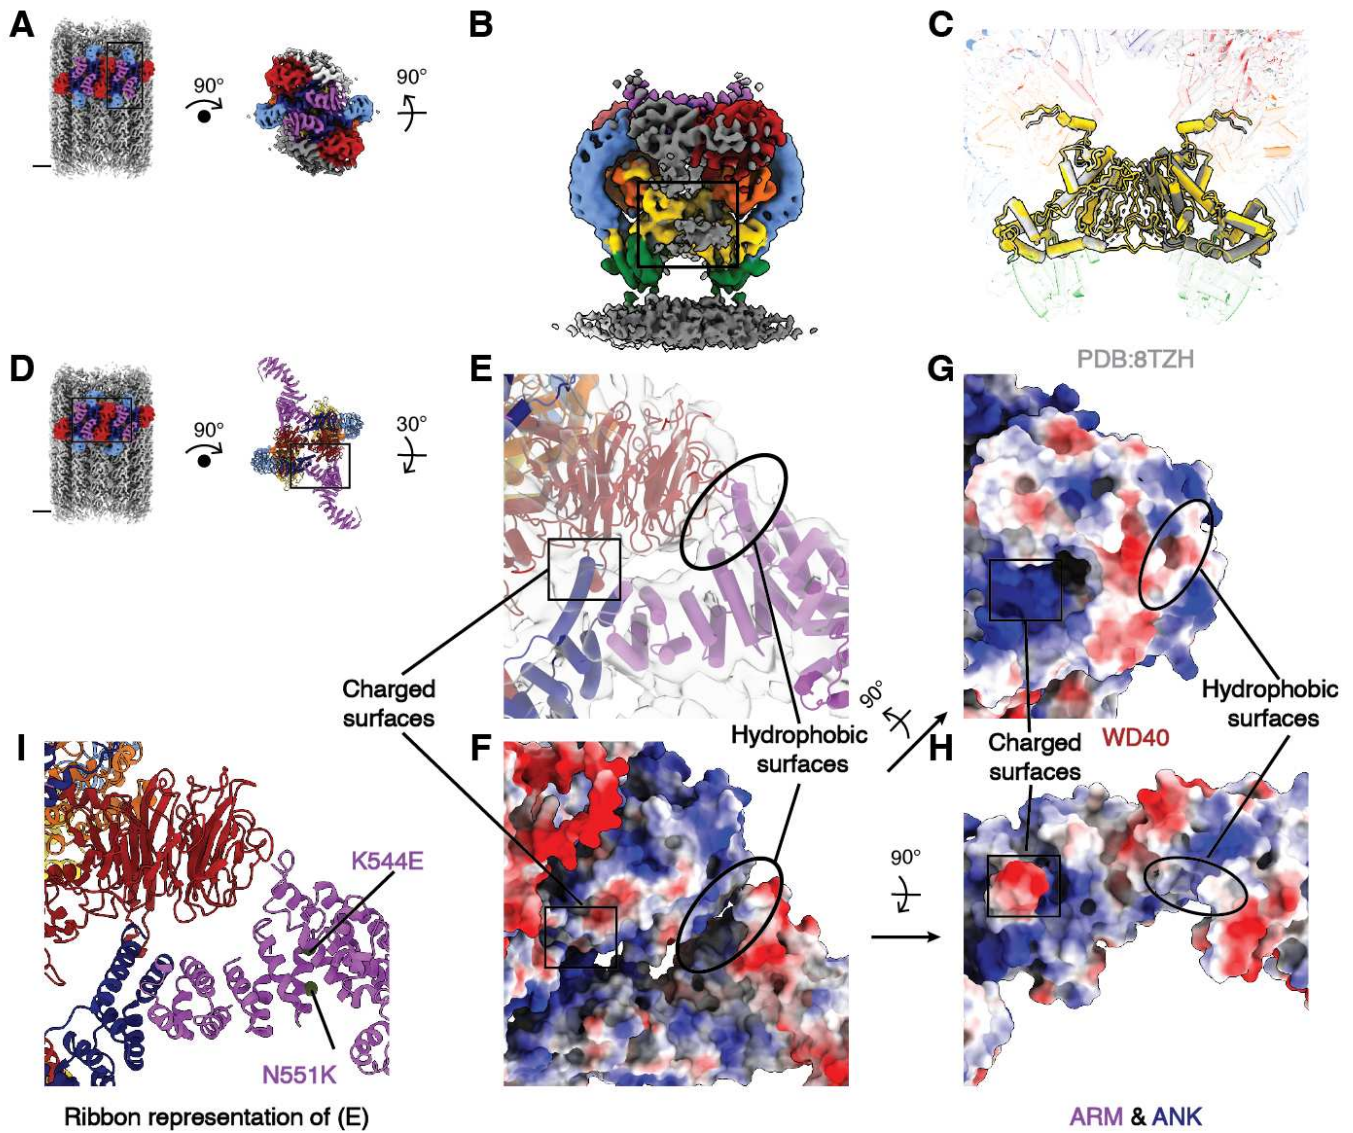 A
90°
90°
B
C
PDB:8TZH
D
90°
30°
E
G
Charged
surfaces
Hydrophobic
surfaces
90°
Hydrophobic
surfaces
Charged
surfaces
WD40
I
F
H
K544E
N551K
90°
Ribbon representation of (E)
ARM & ANK